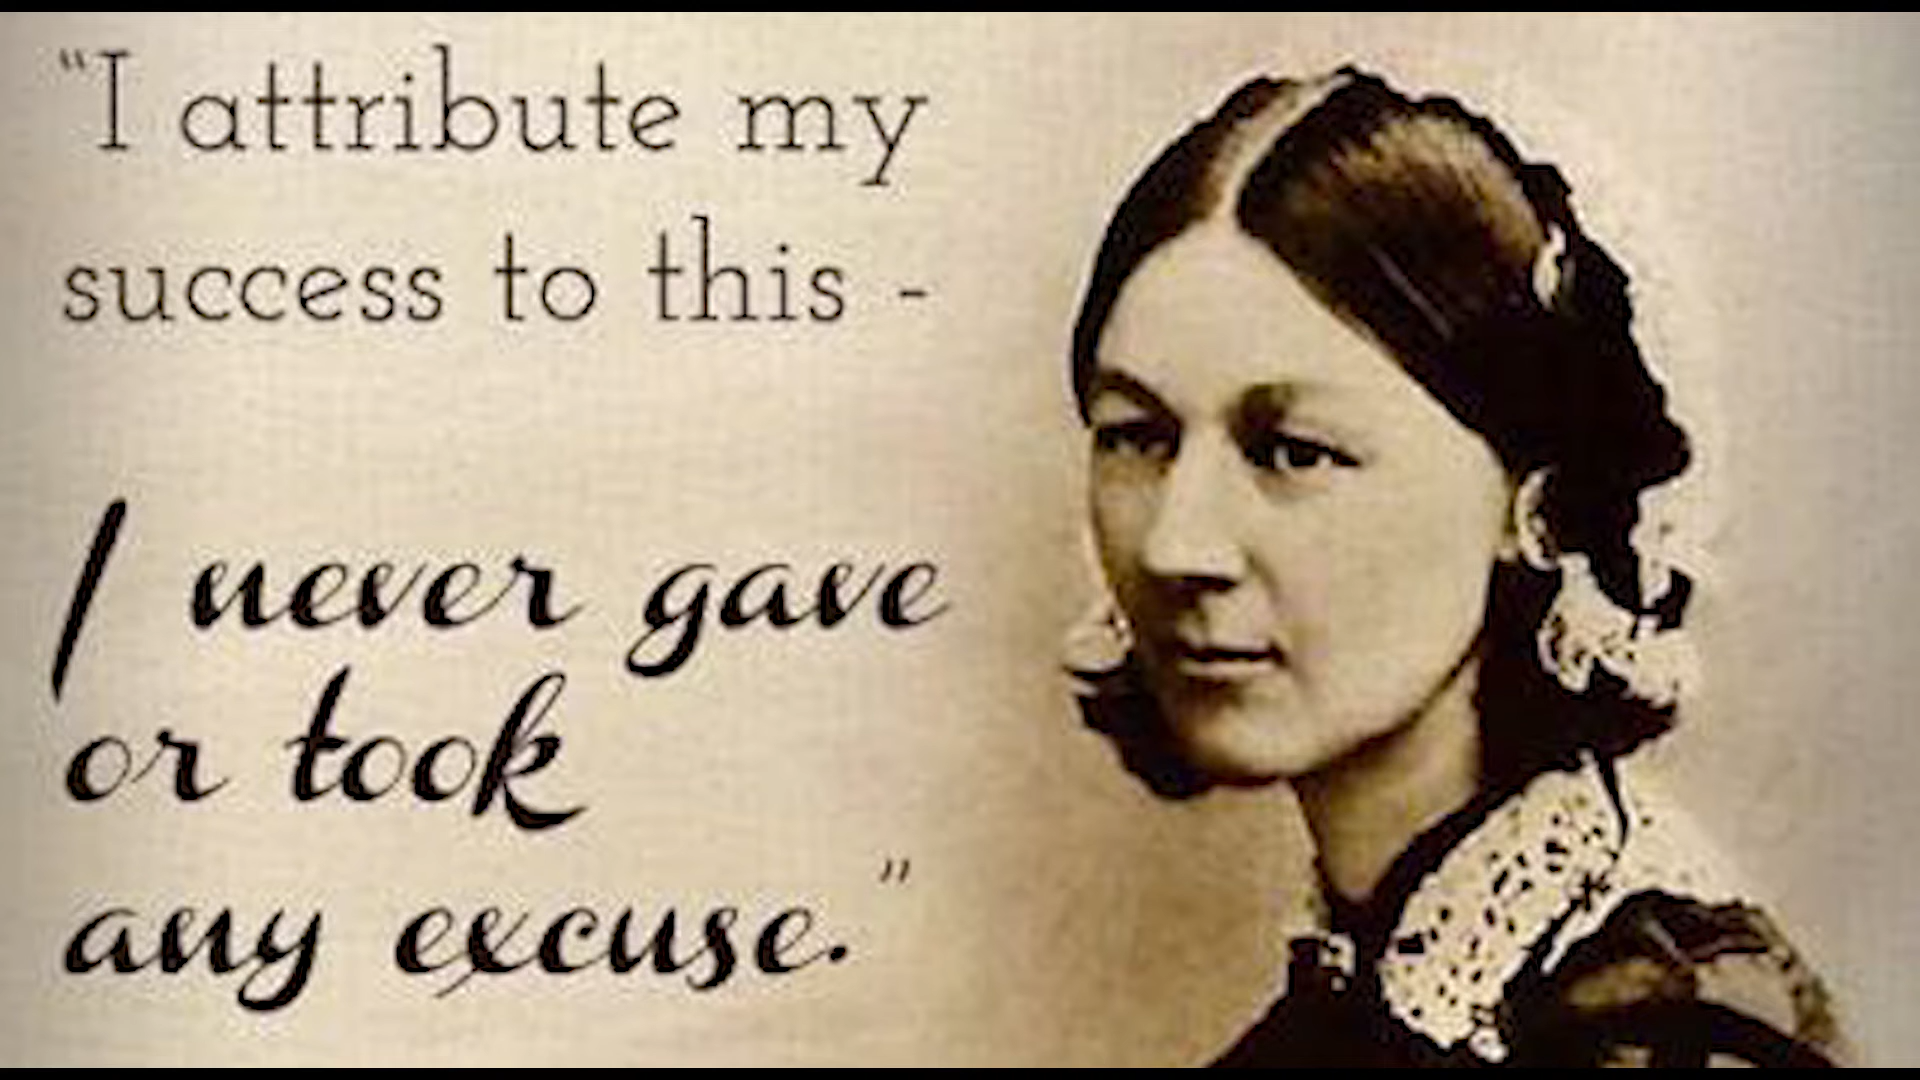 “I attribute my
success to this -
I never gave
or took
any excuse.”